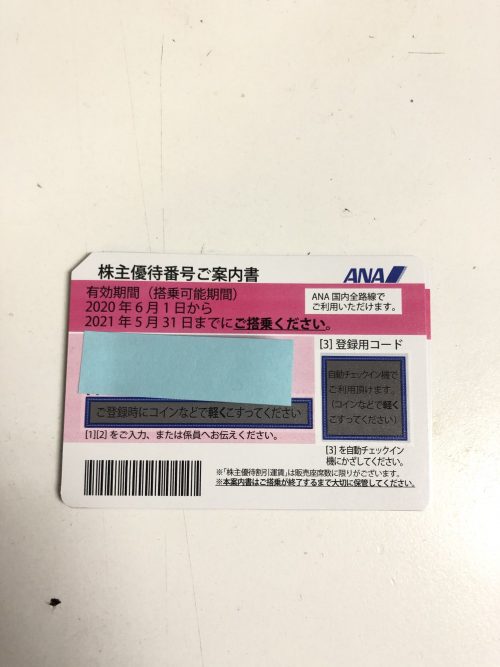 株主優待番号ご案内書
ANA
有効期間（搭乗可能期間）
2020年6月1日から
2021年5月31日までにご搭乗ください。
ANA国内全路線で
ご利用いただけます。
[3] 登録用コード
自動チェックイン機で
ご利用頂けます。
（コインなどで軽く
こすってください）
ご登録時にコインなどで軽くこすってください
[1][2] をご入力、または係員へお伝えください。
[3] を自動チェックイン
機にかざしてください。
※「株主優待割引運賃」は販売座席数に限りがございます。
※本案内書はご搭乗が終了するまで大切に保管してください。